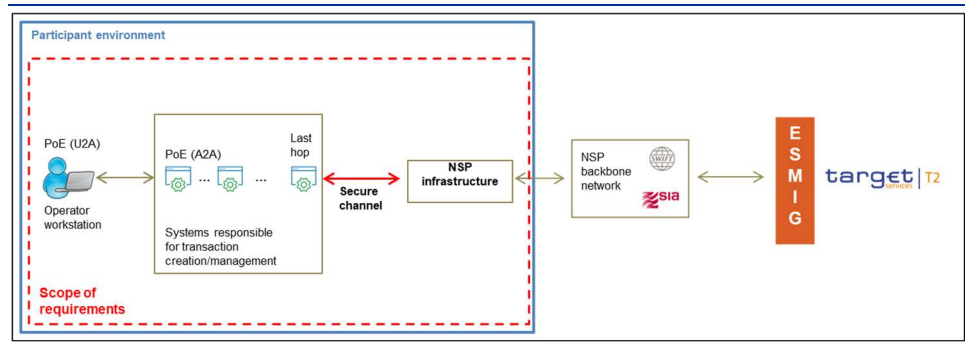 Participant environment
PoE (U2A)
Operator
workstation
PoE (A2A)
... ...
Last
hop
Systems responsible
for transaction
creation/management
Secure
channel
NSP
infrastructure
Scope of
requirements
NSP
backbone
network
SWIFT
sia
E
S
M
I
G
target | T2
services